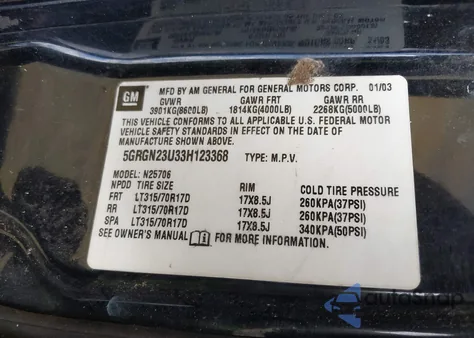 GM
MFD BY AM GENERAL FOR GENERAL MOTORS CORP. 01/03
GVWR GAWR FRT GAWR RR
3901KG(8600LB) 1814KG(4000LB) 2268KG(5000LB)
THIS VEHICLE CONFORMS TO ALL APPLICABLE U.S. FEDERAL MOTOR
VEHICLE SAFETY STANDARDS IN EFFECT ON THE DATE OF
MANUFACTURE SHOWN ABOVE.
5GRGN23U33H123368 TYPE: M.P.V.
MODEL: N25706
NPDD TIRE SIZE RIM COLD TIRE PRESSURE
FRT LT315/70R17D 17X8.5J 260KPA(37PSI)
RR LT315/70R17D 17X8.5J 260KPA(37PSI)
SPA LT315/70R17D 17X8.5J 340KPA(50PSI)
SEE OWNER'S MANUAL FOR MORE INFORMATION.
autosnap